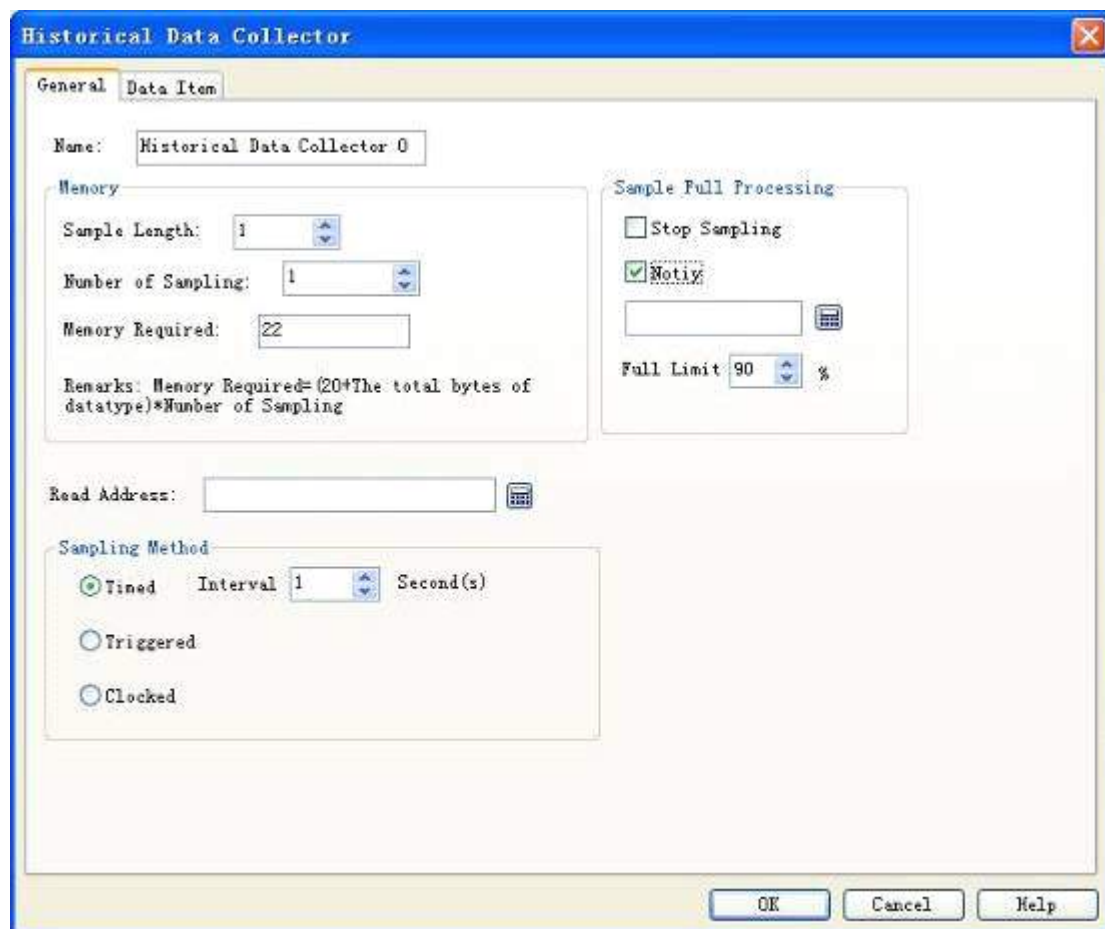 Historical Data Collector
General Data Item
Name: Historical Data Collector 0
Memory
Sample Length: 1
Number of Sampling: 1
Memory Required: 22
Remarks: Memory Required=(20+The total bytes of
datatype)*Number of Sampling
Sample Full Processing
Stop Sampling
Notiy
Full Limit 90 %
Read Address:
Sampling Method
Timed Interval 1 Second(s)
Triggered
Clocked
OK Cancel Help